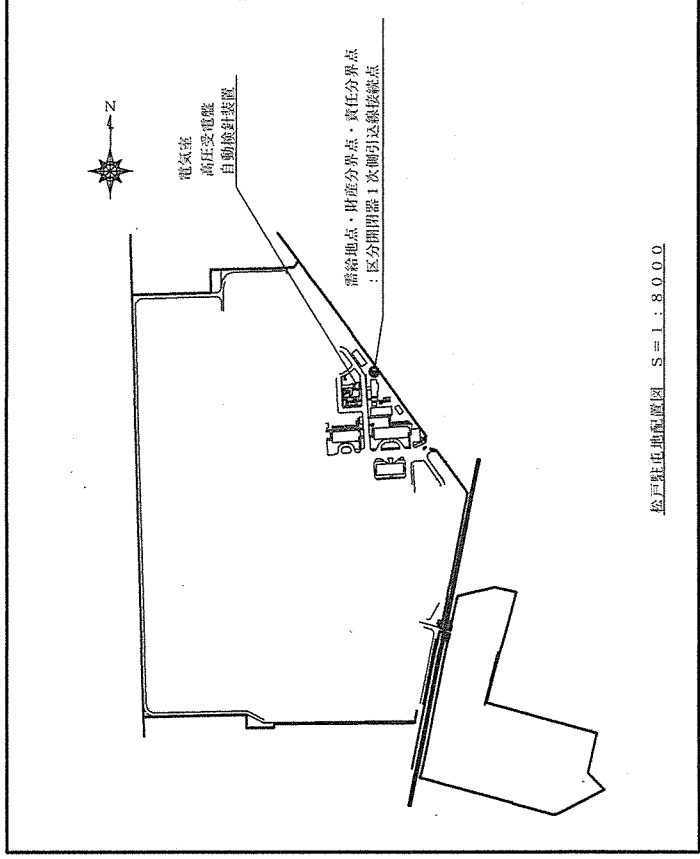 N
電気室
高圧受電盤
自動検針装置
需給地点・財産分界点・責任分界点
：区分開閉器１次側引込線接続点
松戸駐屯地配置図　Ｓ＝１：８０００